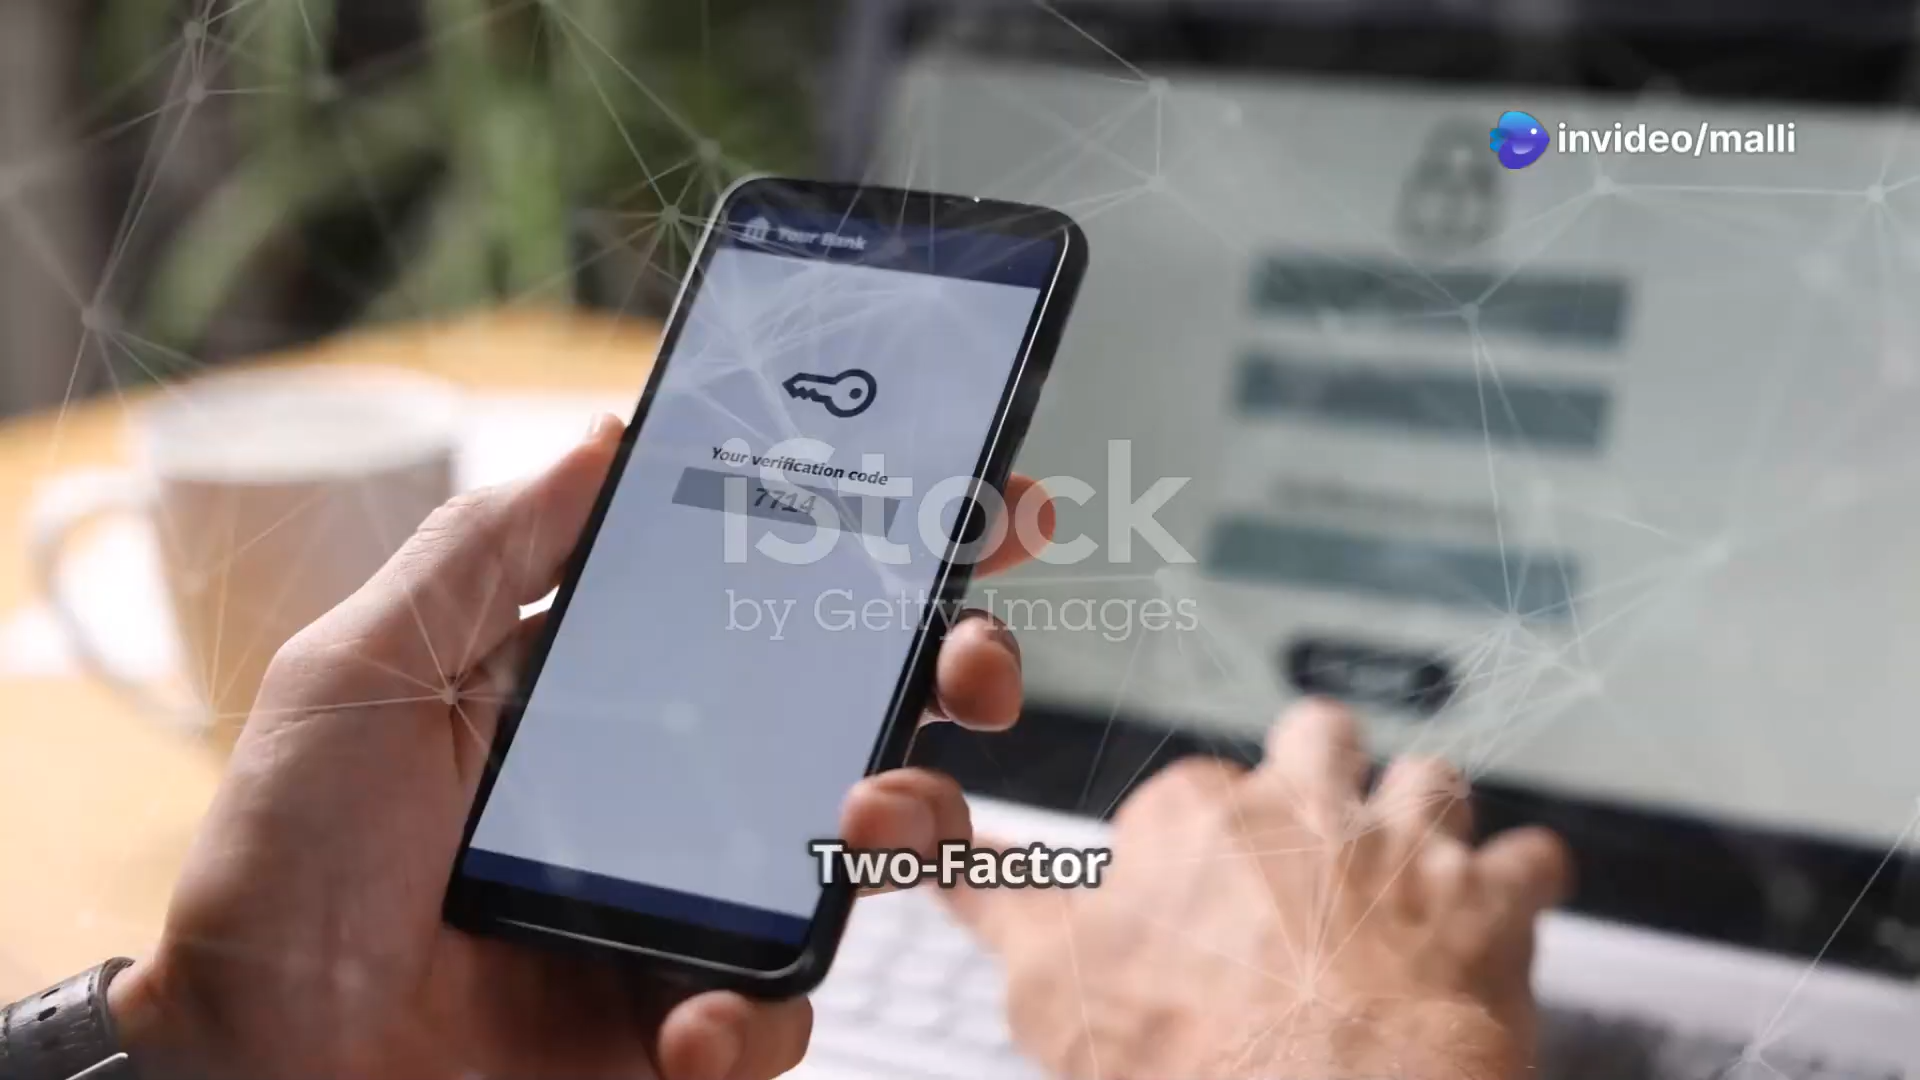 invideo/malli
Your Bank
Your verification code
7714
iStock
by Getty Images
Two-Factor